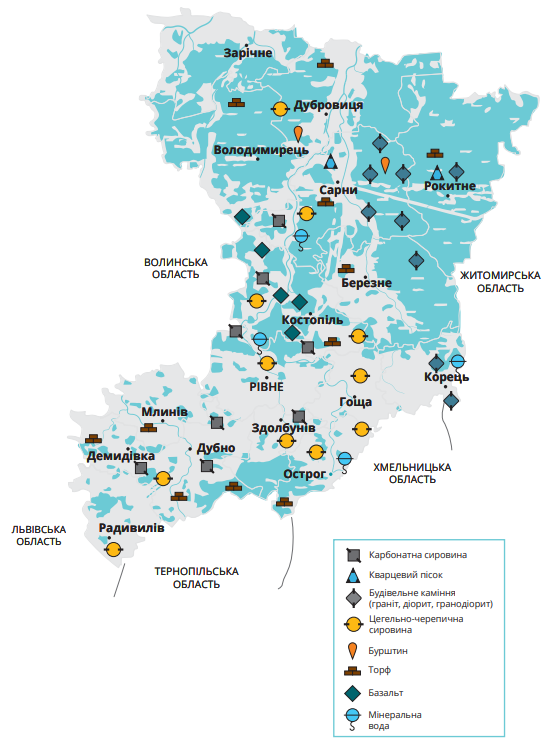 Зарічне
Дубровиця
Володимирець
Сарни
Рокитне
ВОЛИНСЬКА
ОБЛАСТЬ
ЖИТОМИРСЬКА
ОБЛАСТЬ
Березне
Костопіль
РІВНЕ
Корець
Гоща
Млинів
Здолбунів
Демидівка
Дубно
Острог
ХМЕЛЬНИЦЬКА
ОБЛАСТЬ
Радивилів
ЛЬВІВСЬКА
ОБЛАСТЬ
ТЕРНОПІЛЬСЬКА
ОБЛАСТЬ
Карбонатна сировина
Кварцевий пісок
Будівельне каміння
(граніт, діорит, гранодіорит)
Цегельно-черепична
сировина
Бурштин
Торф
Базальт
Мінеральна
вода